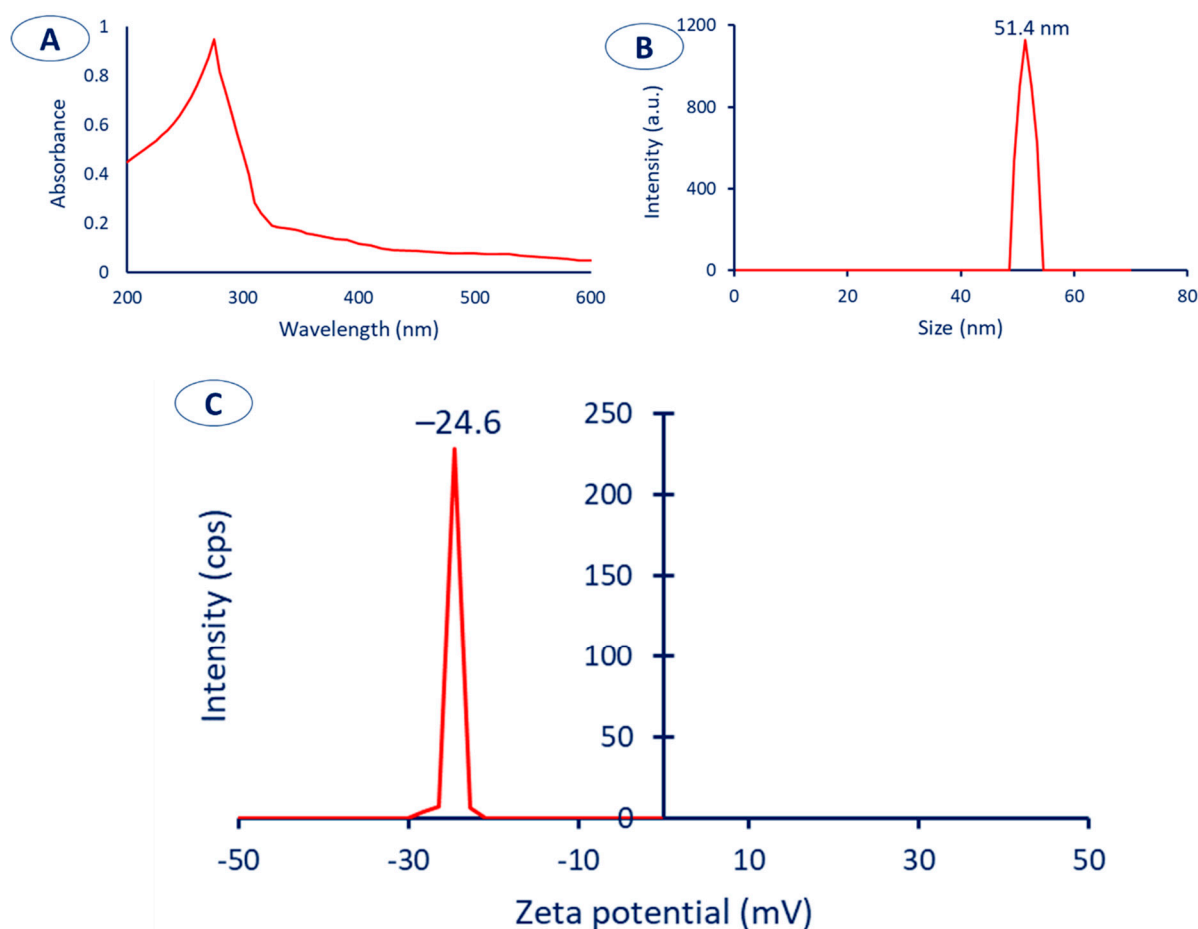 A
1
0.8
0.6
0.4
0.2
0
Absorbance
200 300 400 500 600
Wavelength (nm)
B
51.4 nm
1200
800
400
0
Intensity (a.u.)
0 20 40 60 80
Size (nm)
C
−24.6
250
200
150
100
50
0
Intensity (cps)
-50 -30 -10 10 30 50
Zeta potential (mV)